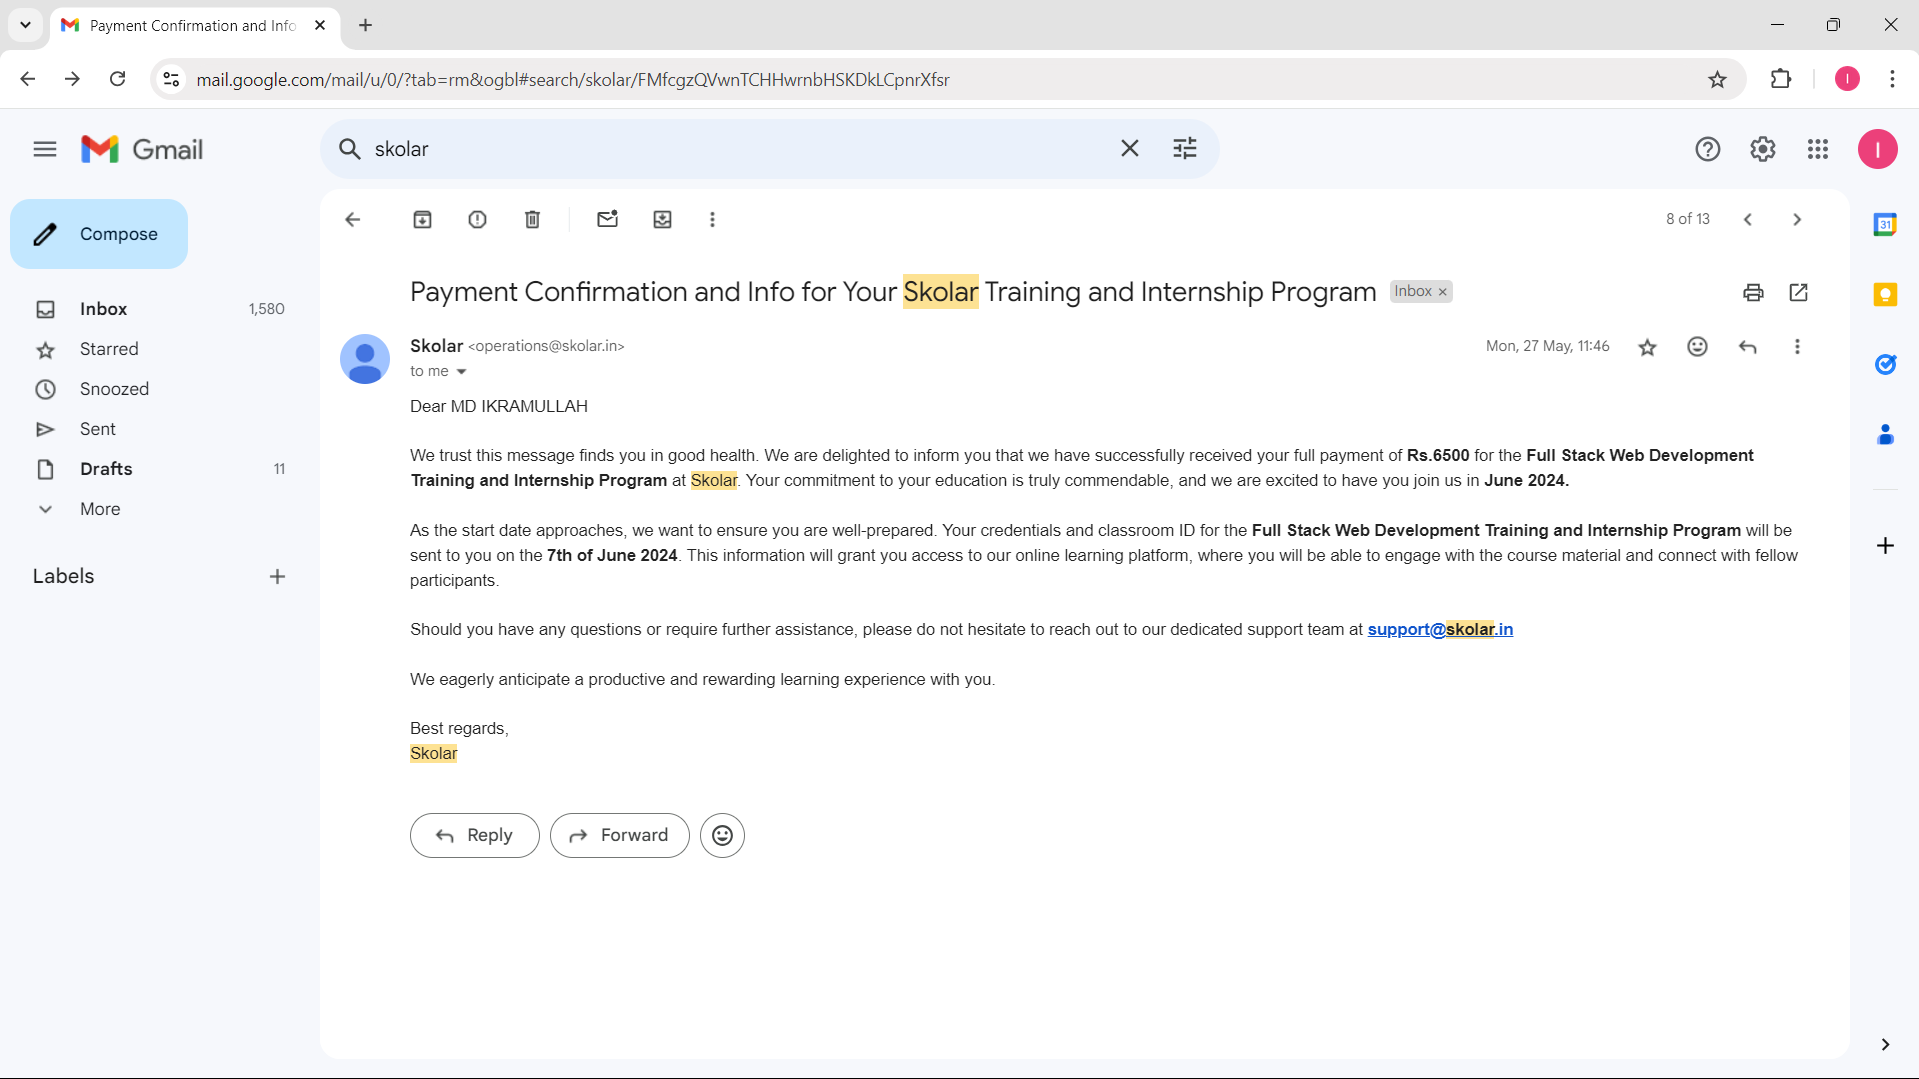 Payment Confirmation and Info
mail.google.com/mail/u/0/?tab=rm&ogbl#search/skolar/FMfcgzQVwnTCHHwrnbHSKDkLCpnrXfsr
I
Gmail
skolar
I
Compose
Inbox 1,580
Starred
Snoozed
Sent
Drafts 11
More
Labels
8 of 13
31
Payment Confirmation and Info for Your Skolar Training and Internship Program Inbox ×
Skolar <operations@skolar.in> Mon, 27 May, 11:46
to me
Dear MD IKRAMULLAH
We trust this message finds you in good health. We are delighted to inform you that we have successfully received your full payment of Rs.6500 for the Full Stack Web Development
Training and Internship Program at Skolar. Your commitment to your education is truly commendable, and we are excited to have you join us in June 2024.
As the start date approaches, we want to ensure you are well-prepared. Your credentials and classroom ID for the Full Stack Web Development Training and Internship Program will be
sent to you on the 7th of June 2024. This information will grant you access to our online learning platform, where you will be able to engage with the course material and connect with fellow
participants.
Should you have any questions or require further assistance, please do not hesitate to reach out to our dedicated support team at support@skolar.in
We eagerly anticipate a productive and rewarding learning experience with you.
Best regards,
Skolar
Reply
Forward